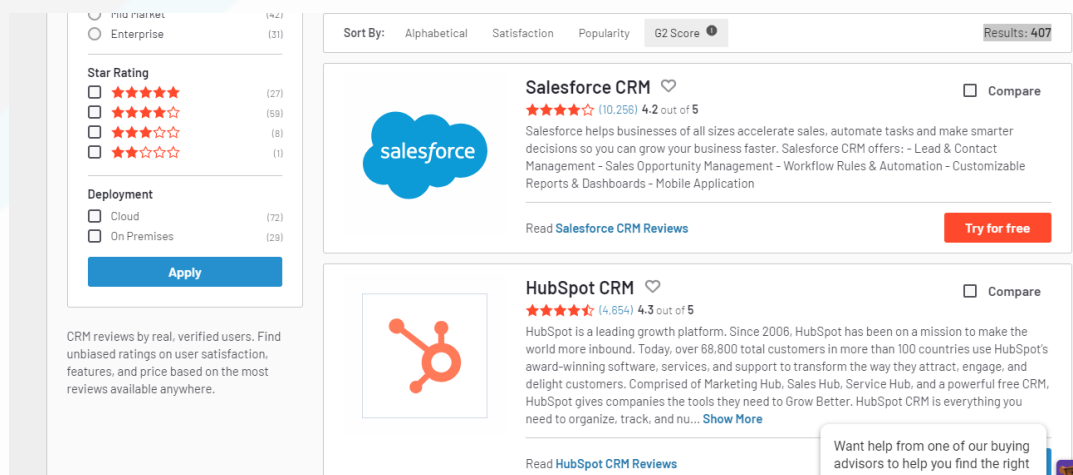 Mid Market (42)
Enterprise (31)
Star Rating
(27)
(59)
(8)
(1)
Deployment
Cloud (72)
On Premises (29)
Apply
CRM reviews by real, verified users. Find
unbiased ratings on user satisfaction,
features, and price based on the most
reviews available anywhere.
Sort By: Alphabetical Satisfaction Popularity G2 Score Results: 407
salesforce
Salesforce CRM
Compare
(10,256) 4.2 out of 5
Salesforce helps businesses of all sizes accelerate sales, automate tasks and make smarter
decisions so you can grow your business faster. Salesforce CRM offers: - Lead & Contact
Management - Sales Opportunity Management - Workflow Rules & Automation - Customizable
Reports & Dashboards - Mobile Application
Read Salesforce CRM Reviews
Try for free
HubSpot CRM
Compare
(4,654) 4.3 out of 5
HubSpot is a leading growth platform. Since 2006, HubSpot has been on a mission to make the
world more inbound. Today, over 68,800 total customers in more than 100 countries use HubSpot's
award-winning software, services, and support to transform the way they attract, engage, and
delight customers. Comprised of Marketing Hub, Sales Hub, Service Hub, and a powerful free CRM,
HubSpot gives companies the tools they need to Grow Better. HubSpot CRM is everything you
need to organize, track, and nu... Show More
Read HubSpot CRM Reviews
Want help from one of our buying
advisors to help you find the right